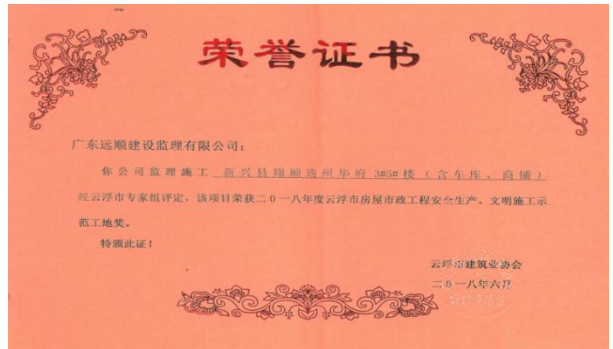 荣誉证书
广东远顺建设监理有限公司：
你公司监理施工 新兴县翔顺筠州华府 3#5#楼（含车库、商铺）
经云浮市专家组评定，该项目荣获二0一八年度云浮市房屋市政工程安全生产、文明施工示
范工地奖。
特颁此证！
云浮市建筑业协会
二0一八年六月